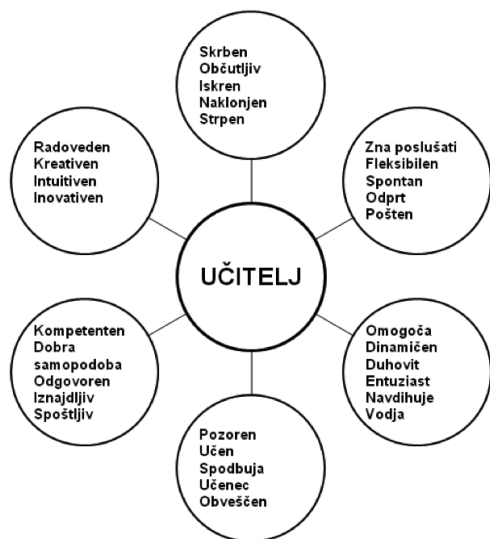 Skrben
Občutljiv
Iskren
Naklonjen
Strpen
Radoveden
Kreativen
Intuitiven
Inovativen
Zna poslušati
Fleksibilen
Spontan
Odprt
Pošten
UČITELJ
Kompetenten
Dobra
samopodoba
Odgovoren
Iznajdljiv
Spoštljiv
Omogoča
Dinamičen
Duhovit
Entuziast
Navdihuje
Vodja
Pozoren
Učen
Spodbuja
Učenec
Obveščen